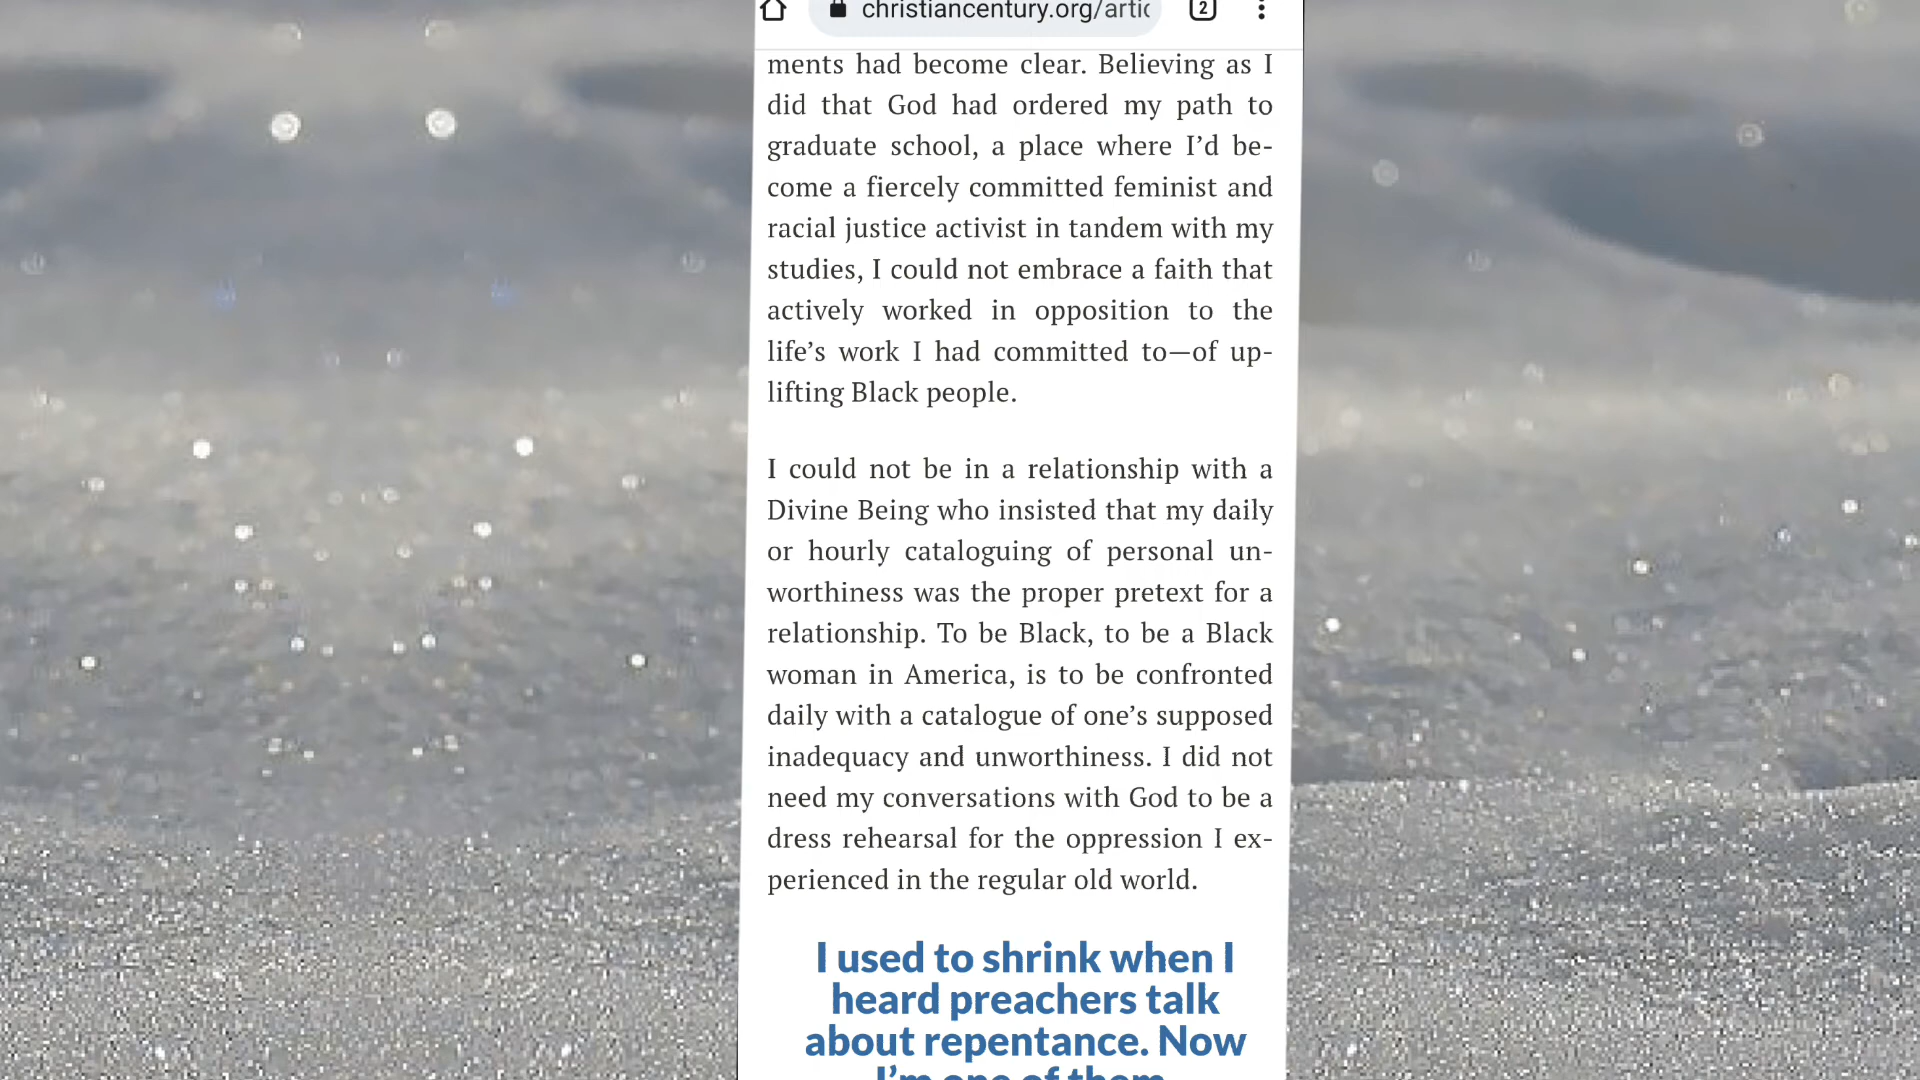 christiancentury.org/artic
2
ments had become clear. Believing as I
did that God had ordered my path to
graduate school, a place where I’d be-
come a fiercely committed feminist and
racial justice activist in tandem with my
studies, I could not embrace a faith that
actively worked in opposition to the
life’s work I had committed to—of up-
lifting Black people.
I could not be in a relationship with a
Divine Being who insisted that my daily
or hourly cataloguing of personal un-
worthiness was the proper pretext for a
relationship. To be Black, to be a Black
woman in America, is to be confronted
daily with a catalogue of one’s supposed
inadequacy and unworthiness. I did not
need my conversations with God to be a
dress rehearsal for the oppression I ex-
perienced in the regular old world.
I used to shrink when I
heard preachers talk
about repentance. Now
I’m one of them.